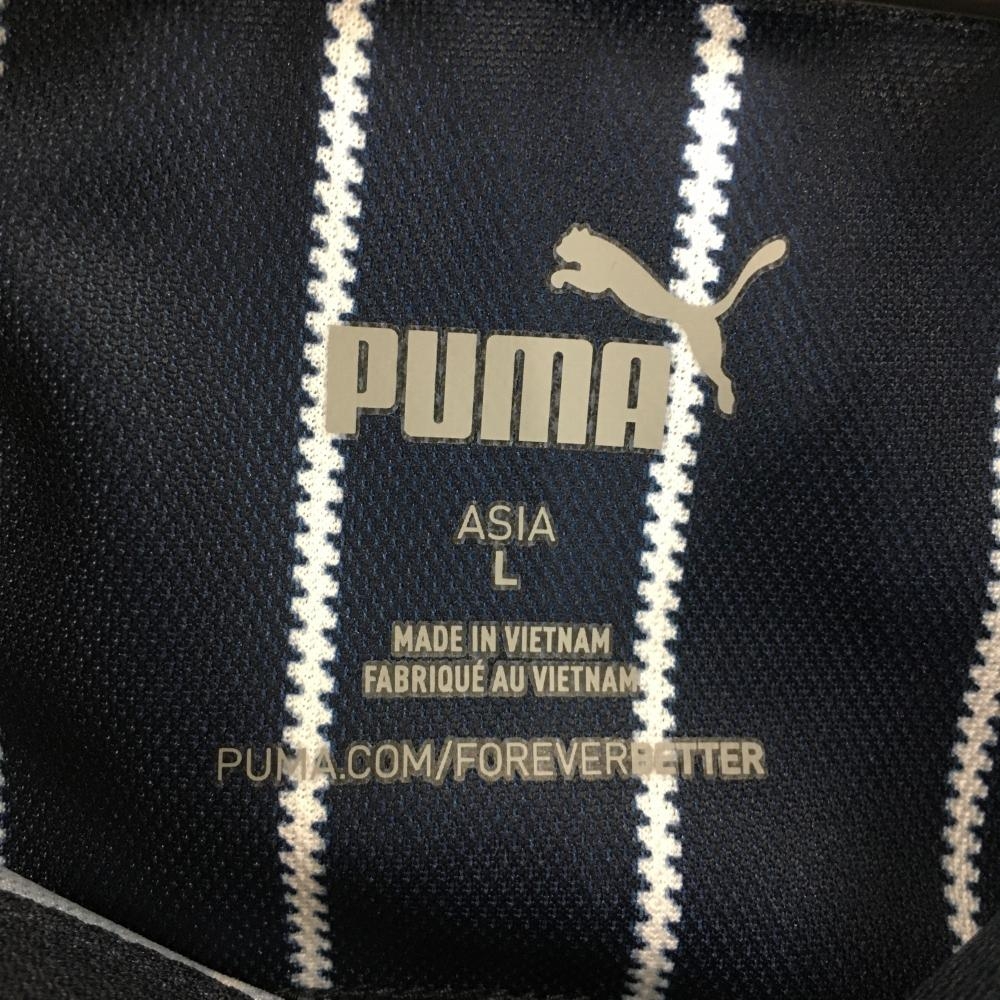 PUMA
ASIA
L
MADE IN VIETNAM
FABRIQUÉ AU VIETNAM
PUMA.COM/FOREVERBETTER